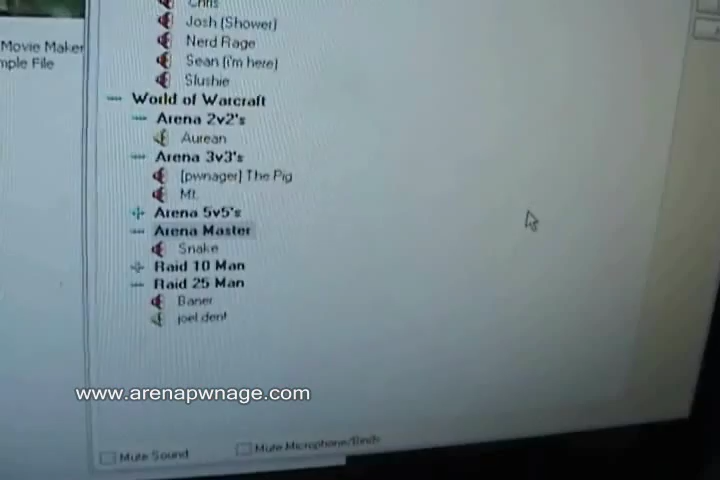 Chris
Josh (Shower)
Movie Maker
Nerd Rage
mple File
Sean (i'm here)
Slushie
World of Warcraft
Arena 2v2's
Aurean
Arena 3v3's
[pwnager] The Pig
Mt.
Arena 5v5's
Arena Master
Snake
Raid 10 Man
Raid 25 Man
Baner
joel dent
www.arenapwnage.com
Mute Sound
Mute Microphone/Binds